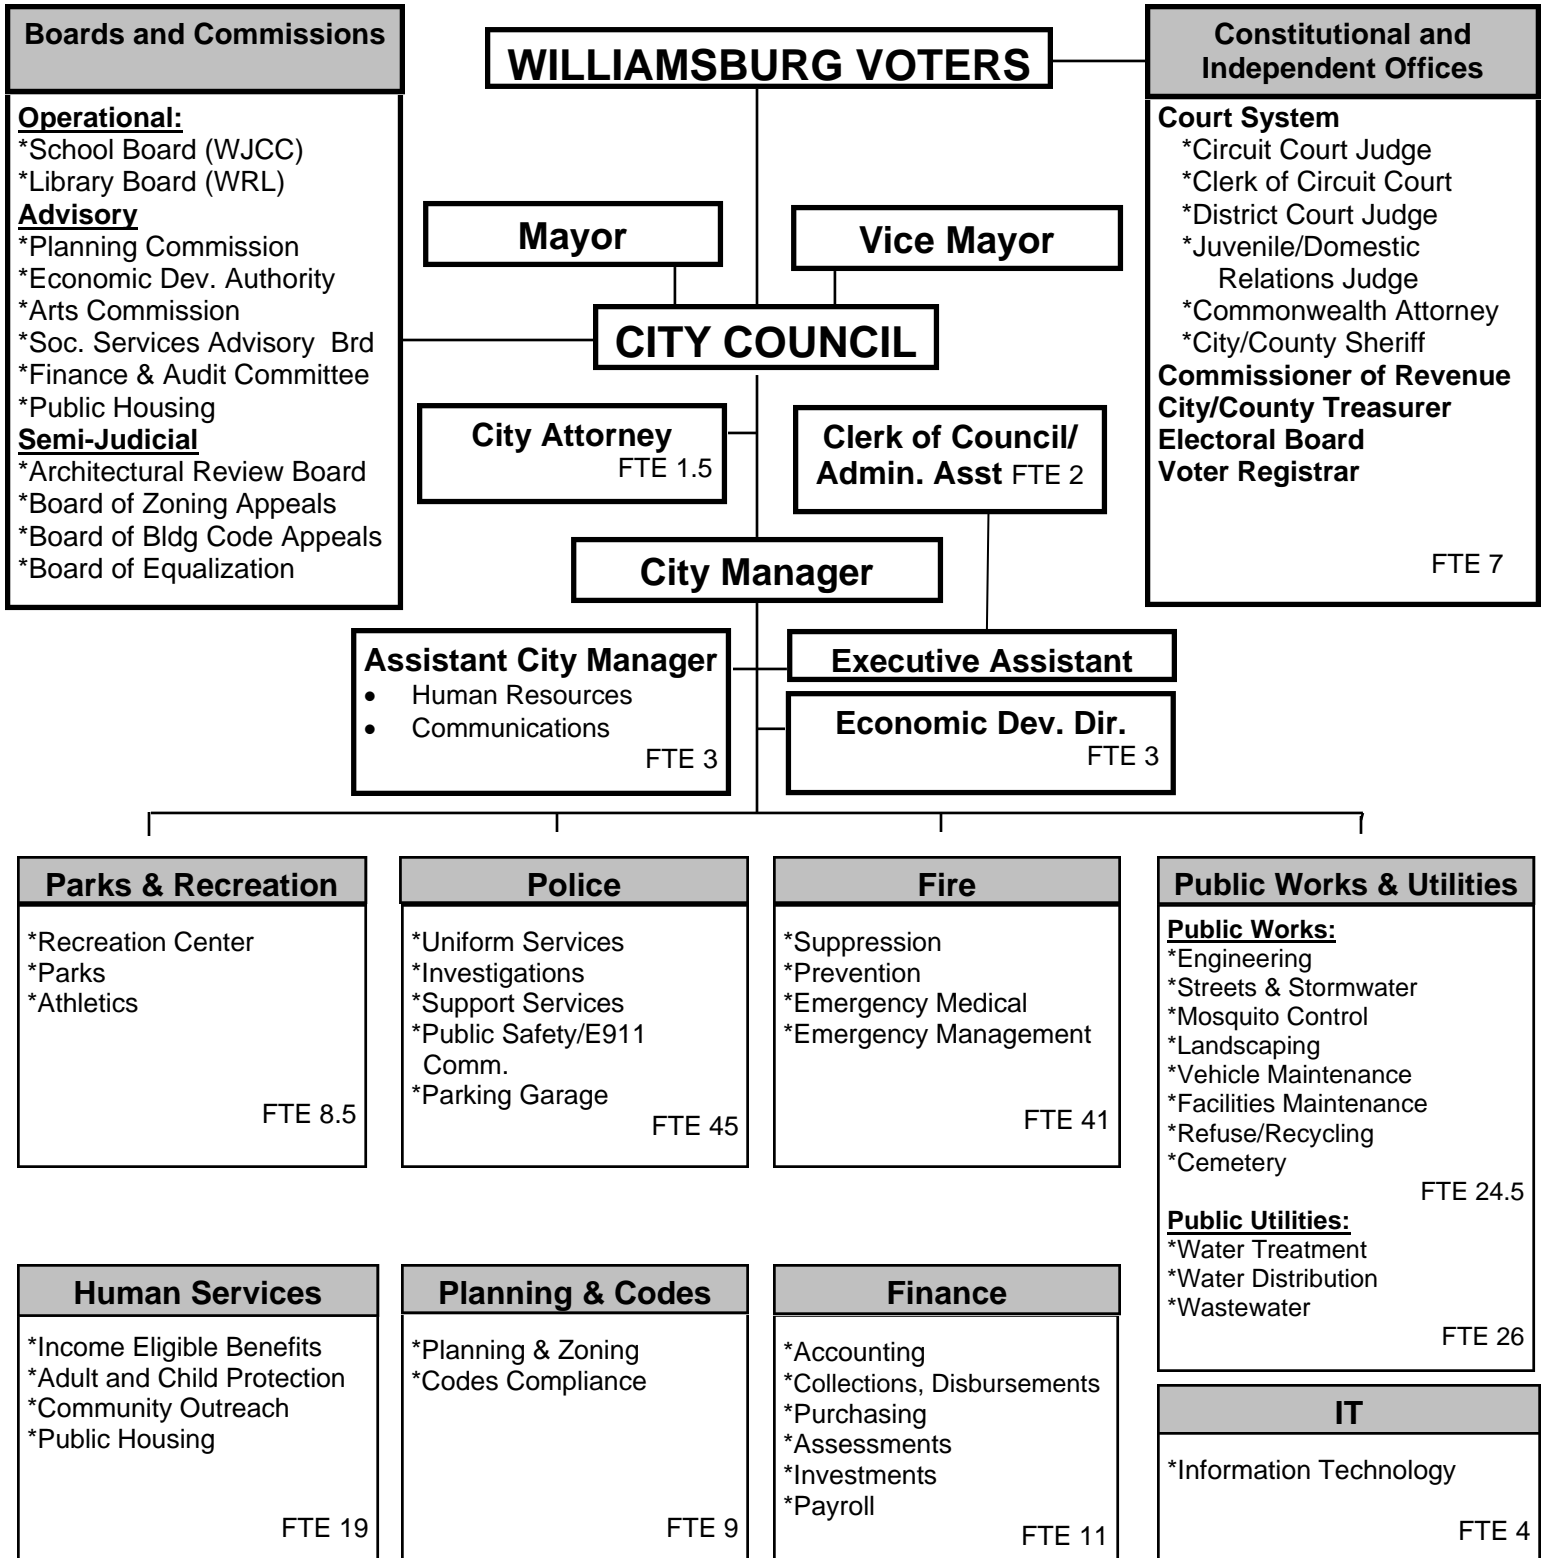 Boards and Commissions
Operational:
*School Board (WJCC)
*Library Board (WRL)
Advisory
*Planning Commission
*Economic Dev. Authority
*Arts Commission
*Soc. Services Advisory  Brd
*Finance & Audit Committee
*Public Housing
Semi-Judicial
*Architectural Review Board
*Board of Zoning Appeals
*Board of Bldg Code Appeals
*Board of Equalization
WILLIAMSBURG VOTERS
Constitutional and
Independent Offices
Court System
*Circuit Court Judge
*Clerk of Circuit Court
*District Court Judge
*Juvenile/Domestic
Relations Judge
*Commonwealth Attorney
*City/County Sheriff
Commissioner of Revenue
City/County Treasurer
Electoral Board
Voter Registrar
FTE 7
Mayor
Vice Mayor
CITY COUNCIL
City Attorney
FTE 1.5
Clerk of Council/
Admin. Asst FTE 2
City Manager
Assistant City Manager
• Human Resources
• Communications
FTE 3
Executive Assistant
Economic Dev. Dir.
FTE 3
Parks & Recreation
*Recreation Center
*Parks
*Athletics
FTE 8.5
Police
*Uniform Services
*Investigations
*Support Services
*Public Safety/E911
Comm.
*Parking Garage
FTE 45
Fire
*Suppression
*Prevention
*Emergency Medical
*Emergency Management
FTE 41
Public Works & Utilities
Public Works:
*Engineering
*Streets & Stormwater
*Mosquito Control
*Landscaping
*Vehicle Maintenance
*Facilities Maintenance
*Refuse/Recycling
*Cemetery
FTE 24.5
Public Utilities:
*Water Treatment
*Water Distribution
*Wastewater
FTE 26
Human Services
*Income Eligible Benefits
*Adult and Child Protection
*Community Outreach
*Public Housing
FTE 19
Planning & Codes
*Planning & Zoning
*Codes Compliance
FTE 9
Finance
*Accounting
*Collections, Disbursements
*Purchasing
*Assessments
*Investments
*Payroll
FTE 11
IT
*Information Technology
FTE 4